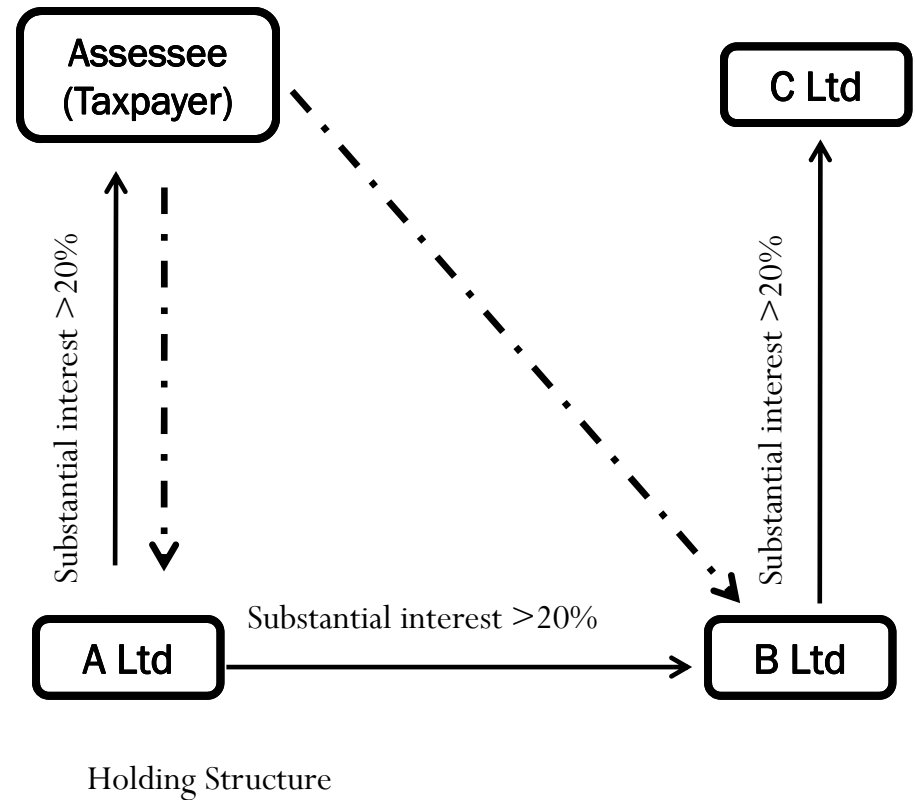 Assessee
(Taxpayer)
C Ltd
Substantial interest >20%
Substantial interest >20%
Substantial interest >20%
A Ltd
B Ltd
Holding Structure